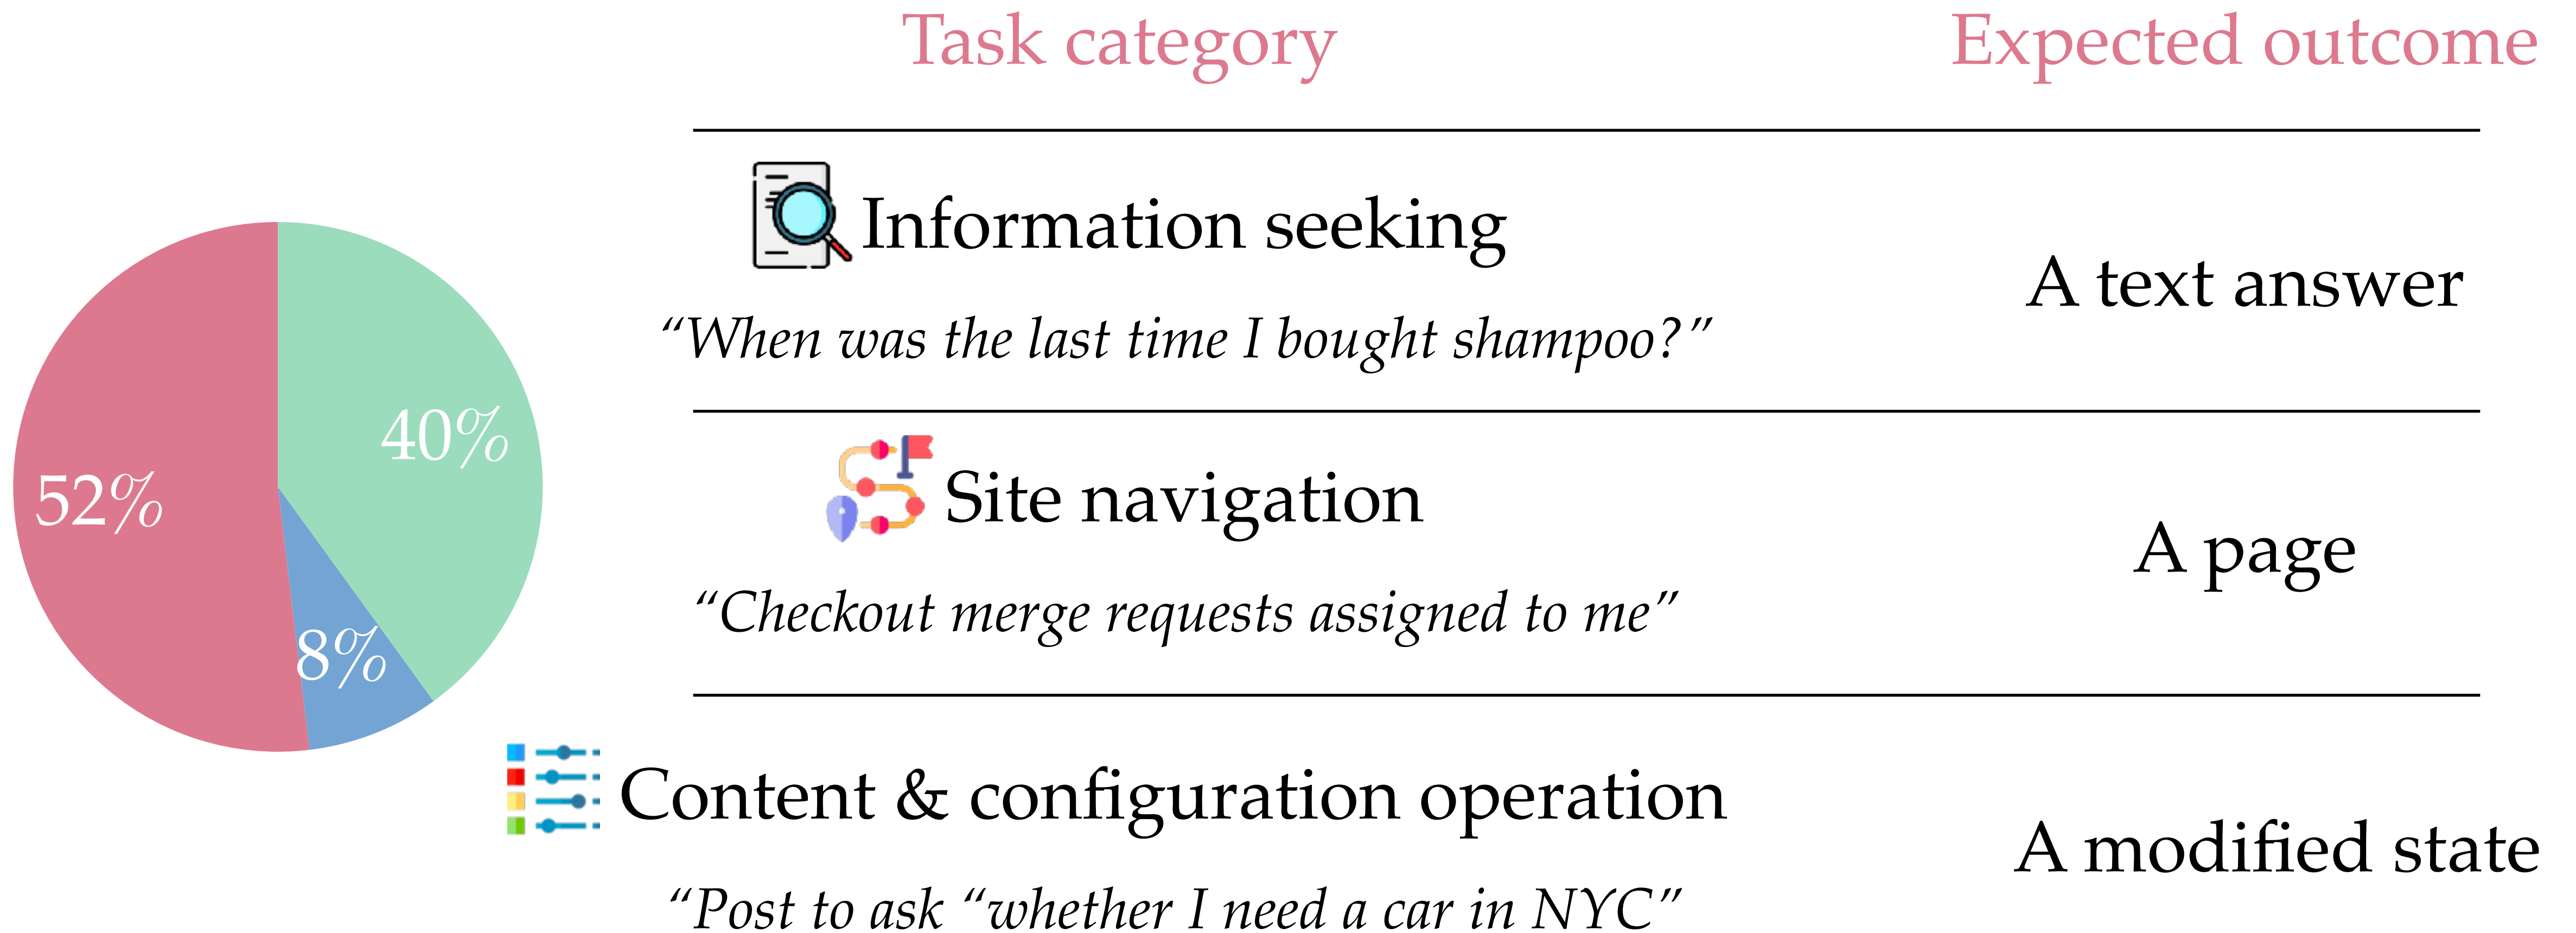 Task category
Expected outcome
Information seeking
“When was the last time I bought shampoo?”
A text answer
40%
52%
8%
Site navigation
“Checkout merge requests assigned to me”
A page
Content & configuration operation
“Post to ask “whether I need a car in NYC”
A modified state